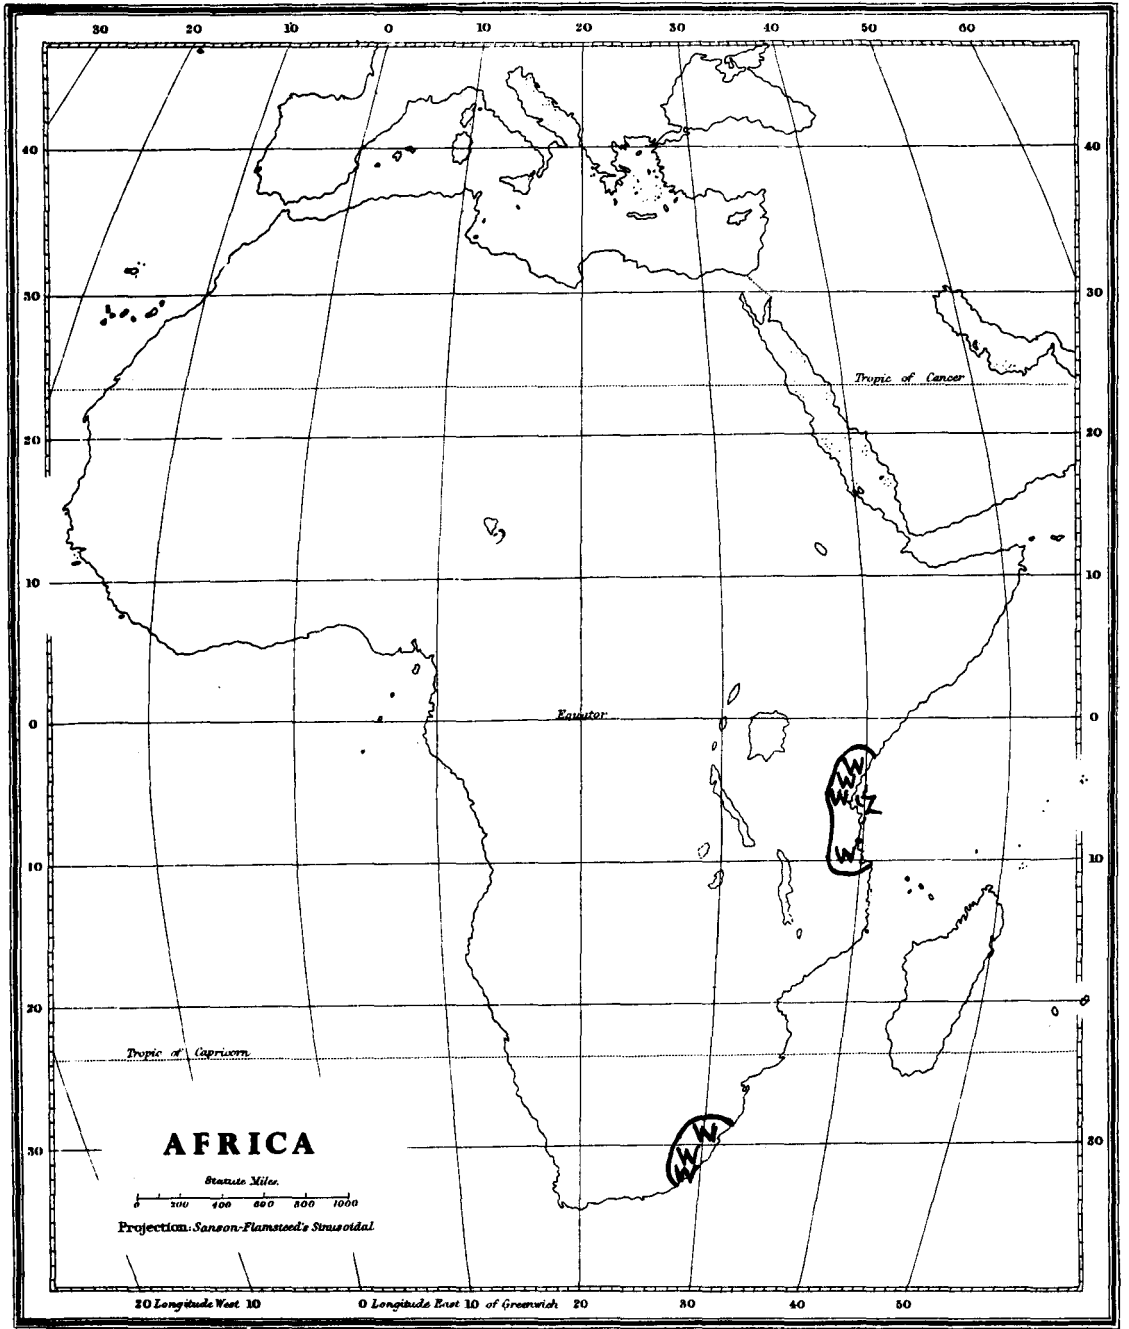 30 20 10 0 10 20 30 40 50 60
40 40
30 30
Tropic of Cancer
20 20
10 10
Equator
0 0
W
W
W Z
W
10 10
20 20
Tropic of Capricorn
W
W
W
AFRICA
30 30
Statute Miles.
0 200 400 600 800 1000
Projection: Sanson-Flamsteed's Sinusoidal
20 Longitude West 10 0 Longitude East 10 of Greenwich 20 30 40 50